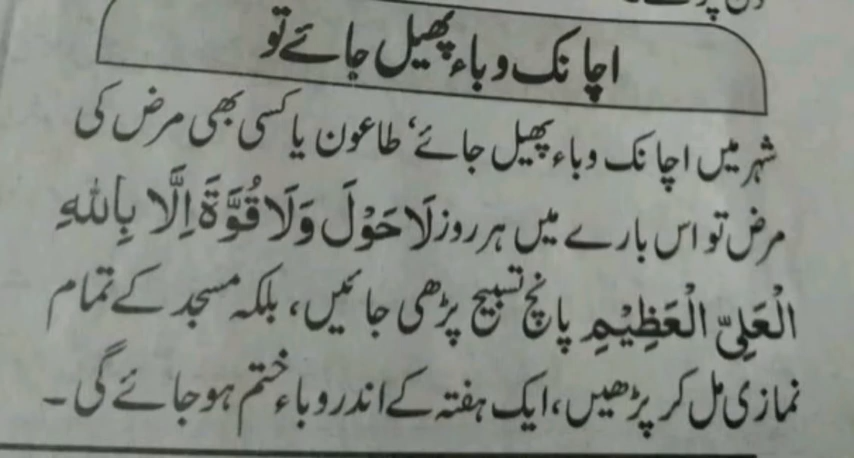 اچانک وباء پھیل جائے تو
شہر میں اچانک وباء پھیل جائے، طاعون یا کسی بھی مرض کی
مرض تو اس بارے میں ہر روز لَا حَوْلَ وَلَا قُوَّةَ اِلَّا بِاللّٰهِ
الْعَلِیِّ الْعَظِیْمِ پانچ تسبیح پڑھی جائیں، بلکہ مسجد کے تمام
نمازی مل کر پڑھیں، ایک ہفتہ کے اندر وباء ختم ہو جائے گی۔